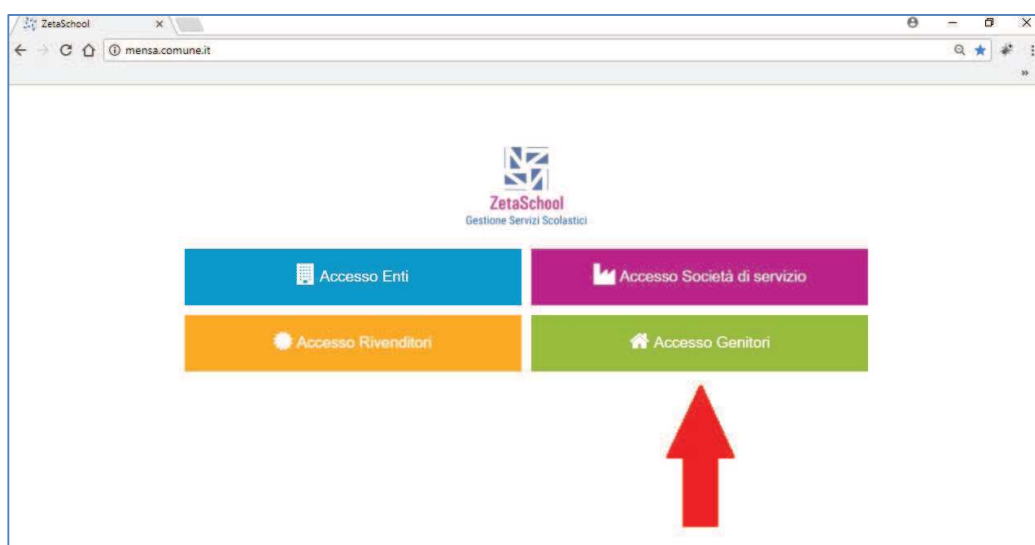 ZetaSchool
mensa.comune.it
ZetaSchool
Gestione Servizi Scolastici
Accesso Enti
Accesso Società di servizio
Accesso Rivenditori
Accesso Genitori